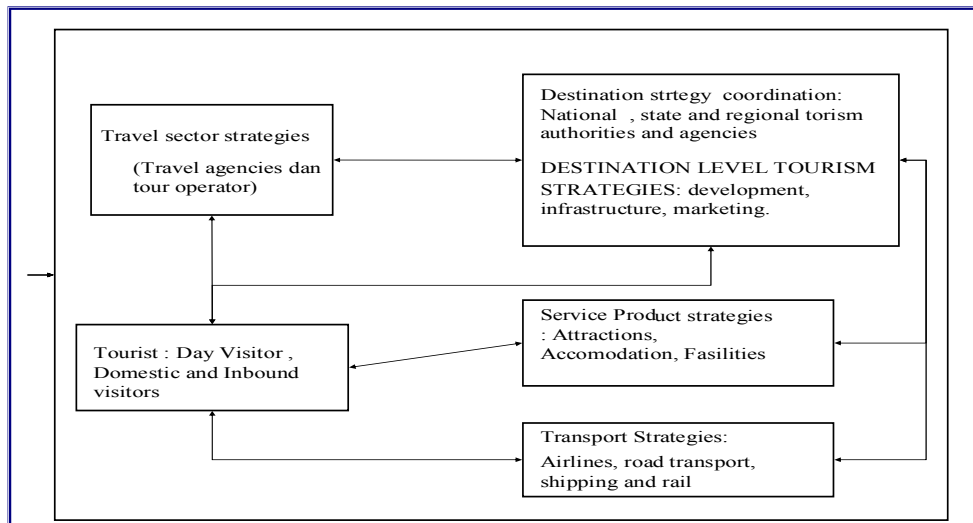 Travel sector strategies
(Travel agencies dan
tour operator)
Destination strtegy coordination:
National , state and regional torism
authorities and agencies
DESTINATION LEVEL TOURISM
STRATEGIES: development,
infrastructure, marketing.
Tourist : Day Visitor ,
Domestic and Inbound
visitors
Service Product strategies
: Attractions,
Accomodation, Fasilities
Transport Strategies:
Airlines, road transport,
shipping and rail